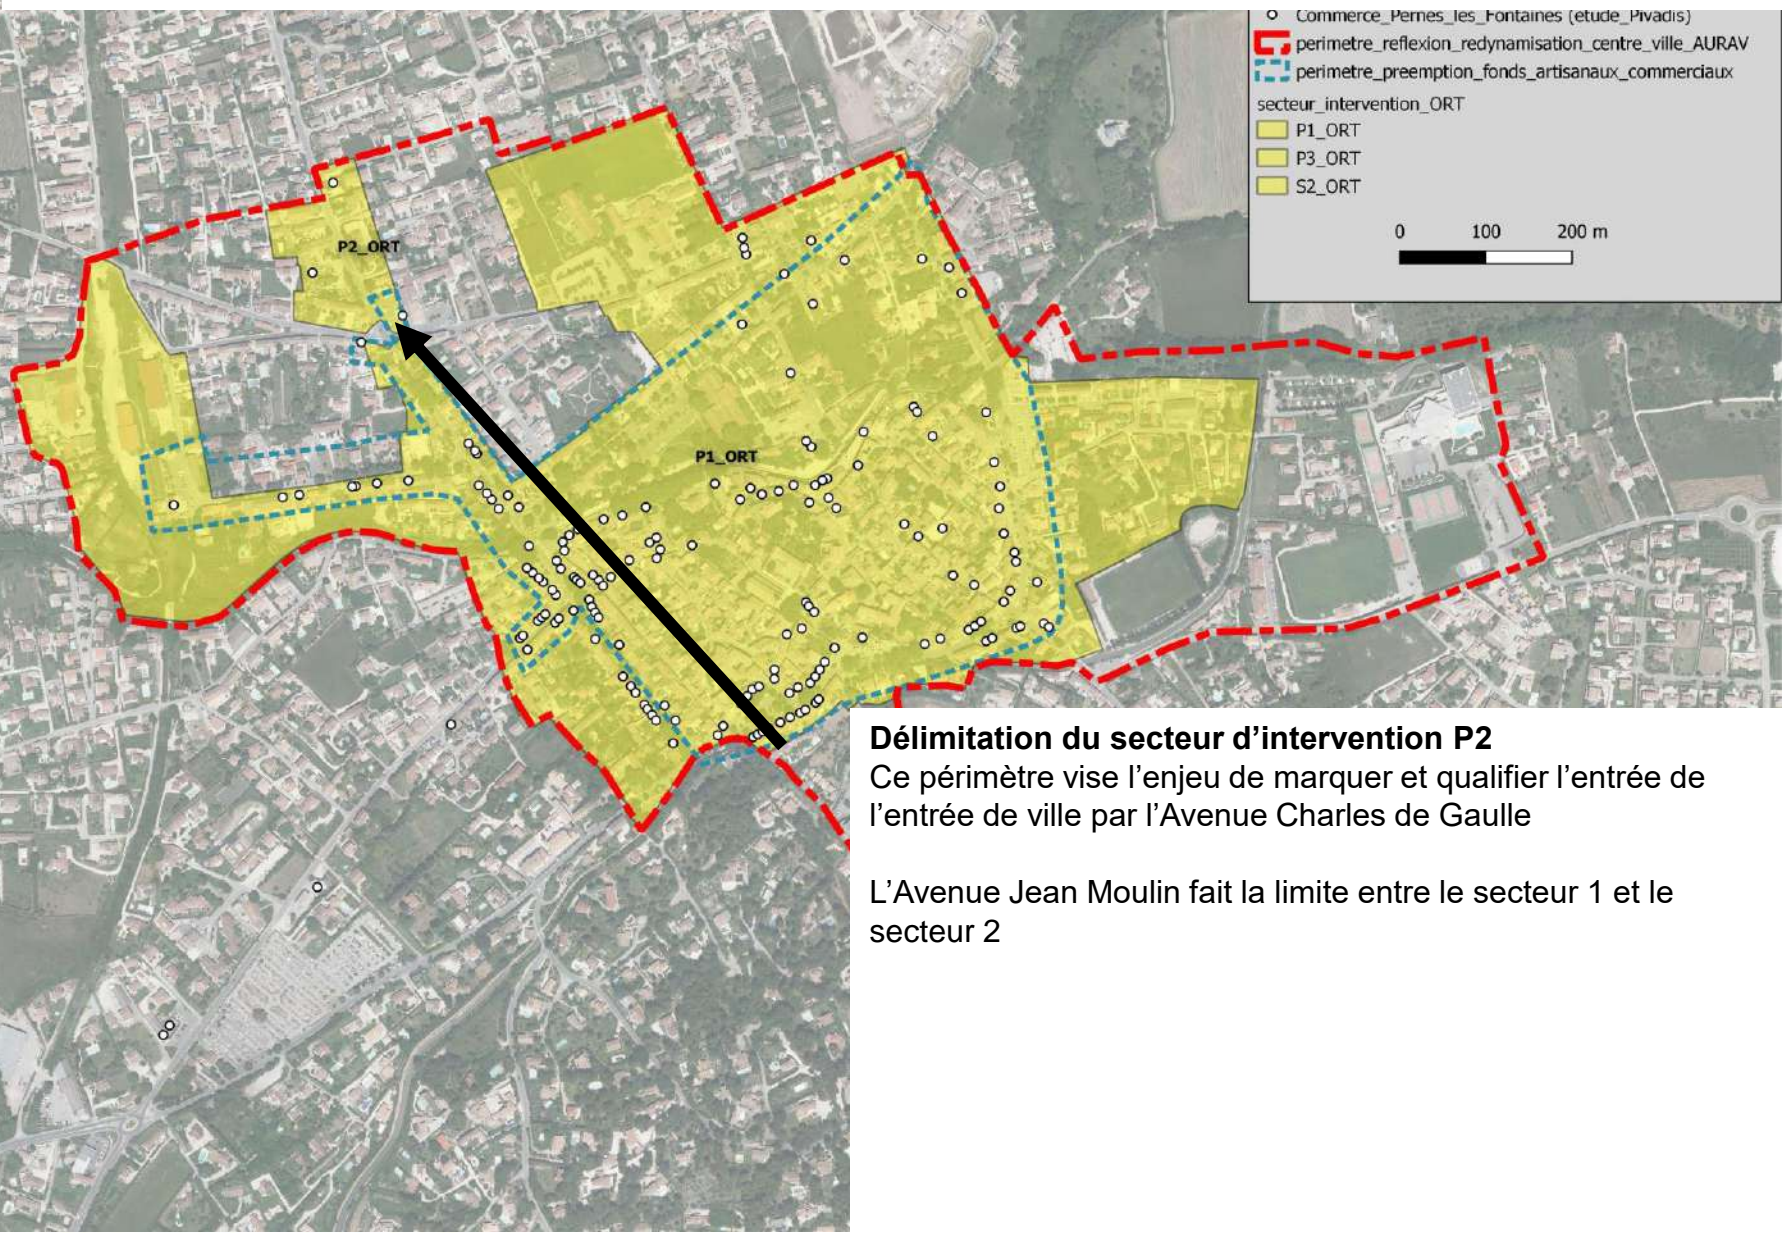 Commerce_Pernes_les_Fontaines (etude_Pivadis)
perimetre_reflexion_redynamisation_centre_ville_AURAV
perimetre_preemption_fonds_artisanaux_commerciaux
secteur_intervention_ORT
P1_ORT
P3_ORT
S2_ORT
0 100 200 m
P2_ORT
P1_ORT
Délimitation du secteur d’intervention P2
Ce périmètre vise l’enjeu de marquer et qualifier l’entrée de
l’entrée de ville par l’Avenue Charles de Gaulle
L’Avenue Jean Moulin fait la limite entre le secteur 1 et le
secteur 2